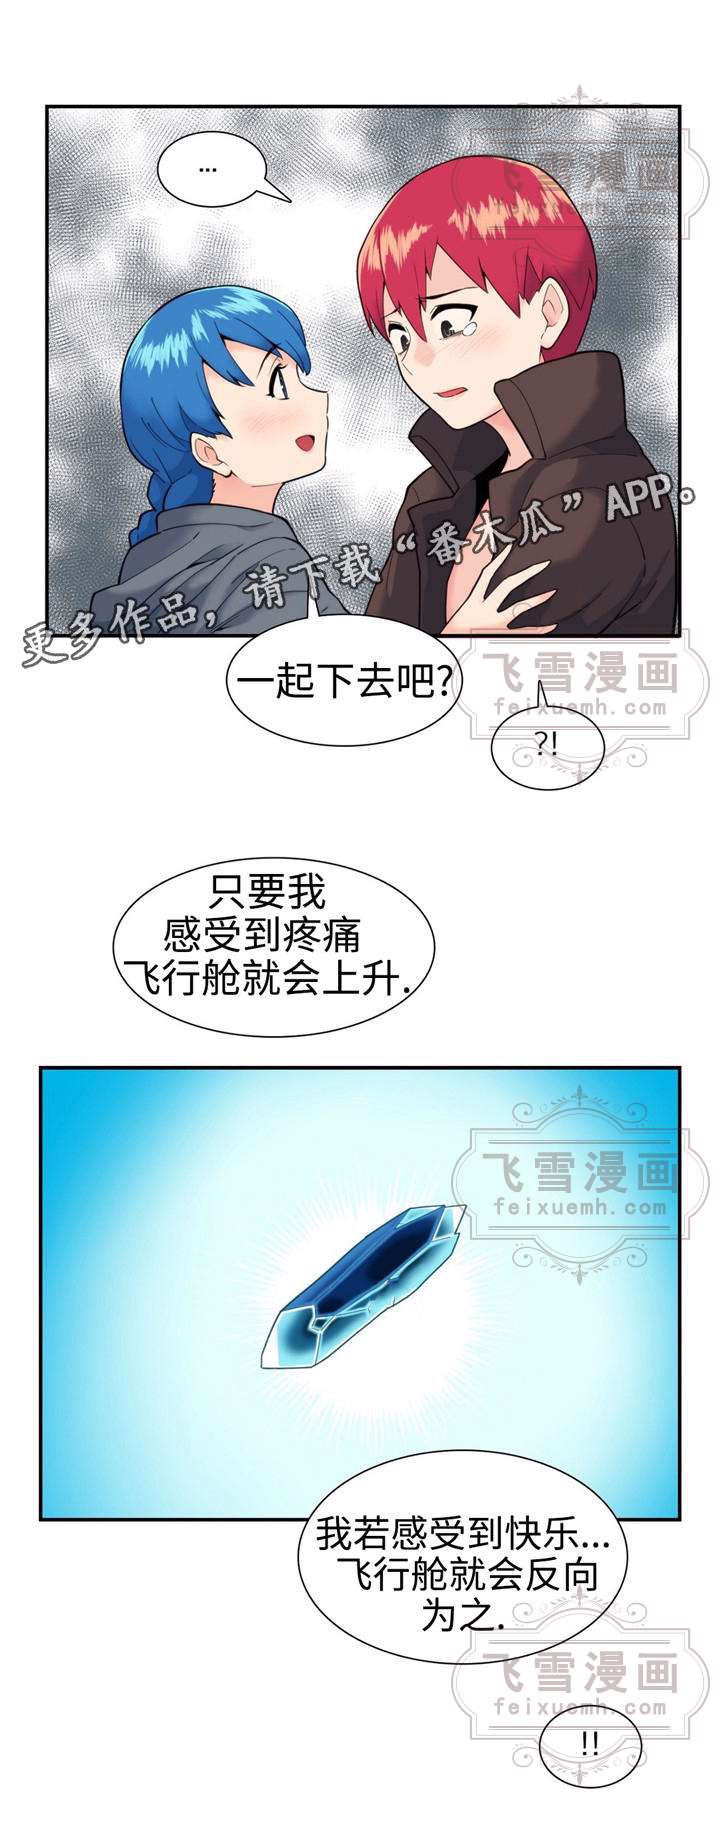 ...
飞雪漫画
更多作品，请下载“番木瓜”APP。
一起下去吧?
飞雪漫画
feixuemh.com
?!
只要我
感受到疼痛
飞行舱就会上升.
飞雪漫画
feixuemh.com
我若感受到快乐...
飞行舱就会反向
为之.
飞雪漫画
feixuemh.com
!!